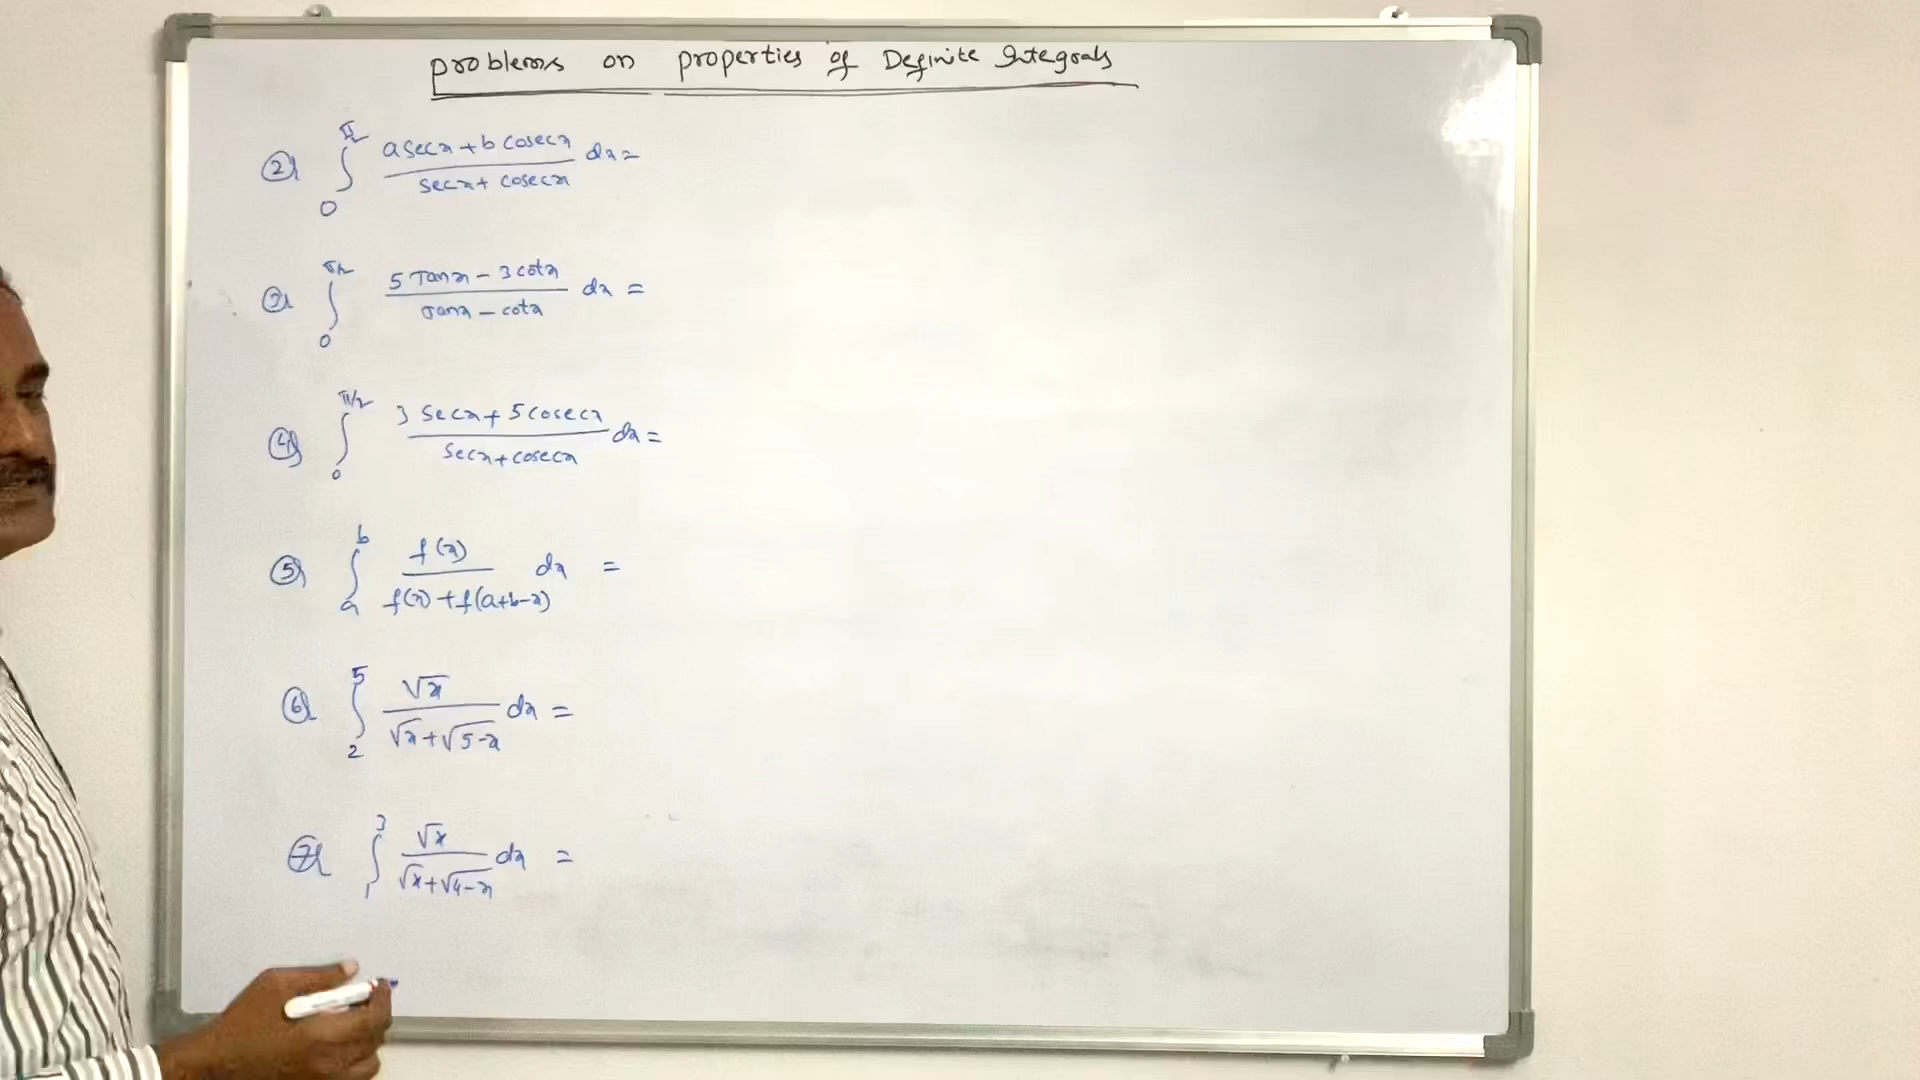 problems on properties of Definite Integrals
2) ∫₀^{π/2} (a secx + b cosecx)/(secx + cosecx) dx =
3) ∫₀^{π/2} (5 Tanx - 3 cotx)/(Tanx - cotx) dx =
4) ∫₀^{π/2} (3 secx + 5 cosecx)/(secx + cosecx) dx =
5) ∫ₐ^b f(x)/(f(x) + f(a+b-x)) dx =
6) ∫₂^5 √x/(√x + √5-x) dx =
7) ∫₁^3 √x/(√x + √4-x) dx =